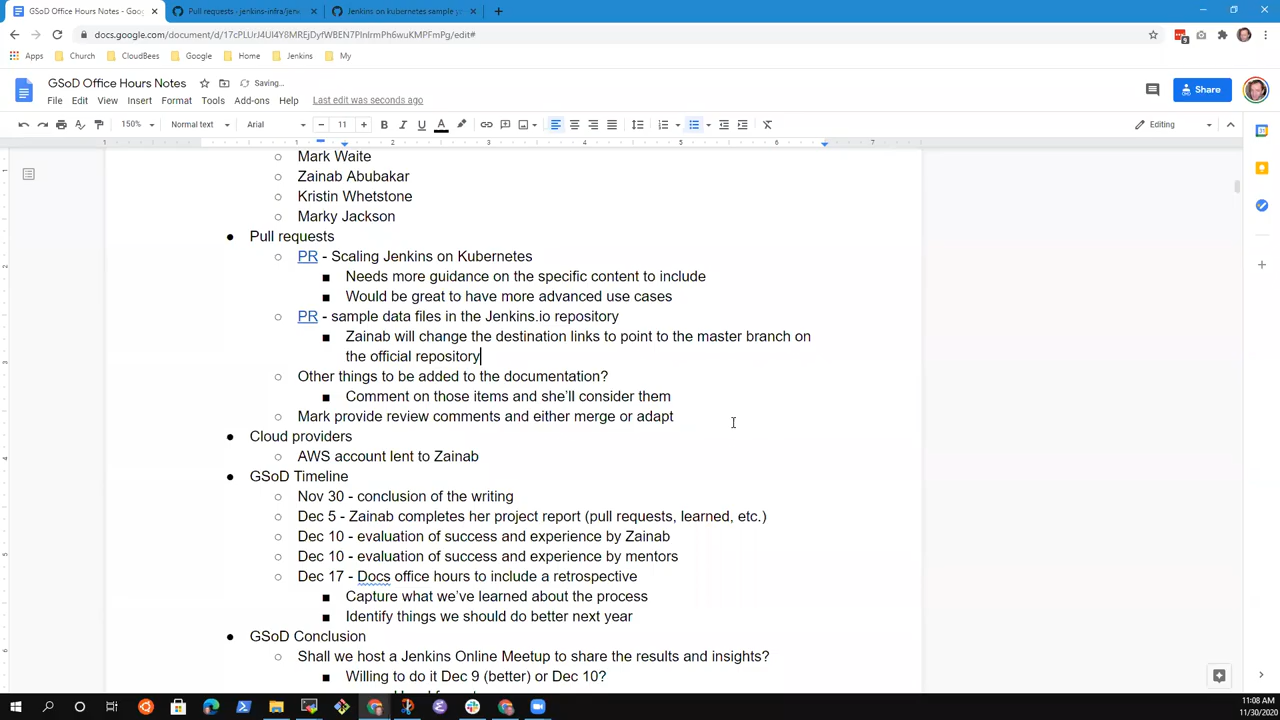 GSoD Office Hours Notes - Goo
Pull requests · jenkins-infra/jen
Jenkins on kubernetes sample y
docs.google.com/document/d/17cPLUrJ4UI4Y8MREjDyfWBEN7PInlrmPh6wuKMPFmPg/edit#
Apps Church CloudBees Google Home Jenkins My
GSoD Office Hours Notes Saving...
File Edit View Insert Format Tools Add-ons Help Last edit was seconds ago
Share
150% Normal text Arial 11 Editing
1 1 2 3 4 5 6 7
Mark Waite
Zainab Abubakar
Kristin Whetstone
Marky Jackson
Pull requests
PR - Scaling Jenkins on Kubernetes
Needs more guidance on the specific content to include
Would be great to have more advanced use cases
PR - sample data files in the Jenkins.io repository
Zainab will change the destination links to point to the master branch on
the official repository
Other things to be added to the documentation?
Comment on those items and she'll consider them
Mark provide review comments and either merge or adapt
Cloud providers
AWS account lent to Zainab
GSoD Timeline
Nov 30 - conclusion of the writing
Dec 5 - Zainab completes her project report (pull requests, learned, etc.)
Dec 10 - evaluation of success and experience by Zainab
Dec 10 - evaluation of success and experience by mentors
Dec 17 - Docs office hours to include a retrospective
Capture what we've learned about the process
Identify things we should do better next year
GSoD Conclusion
Shall we host a Jenkins Online Meetup to share the results and insights?
Willing to do it Dec 9 (better) or Dec 10?
11:08 AM
11/30/2020